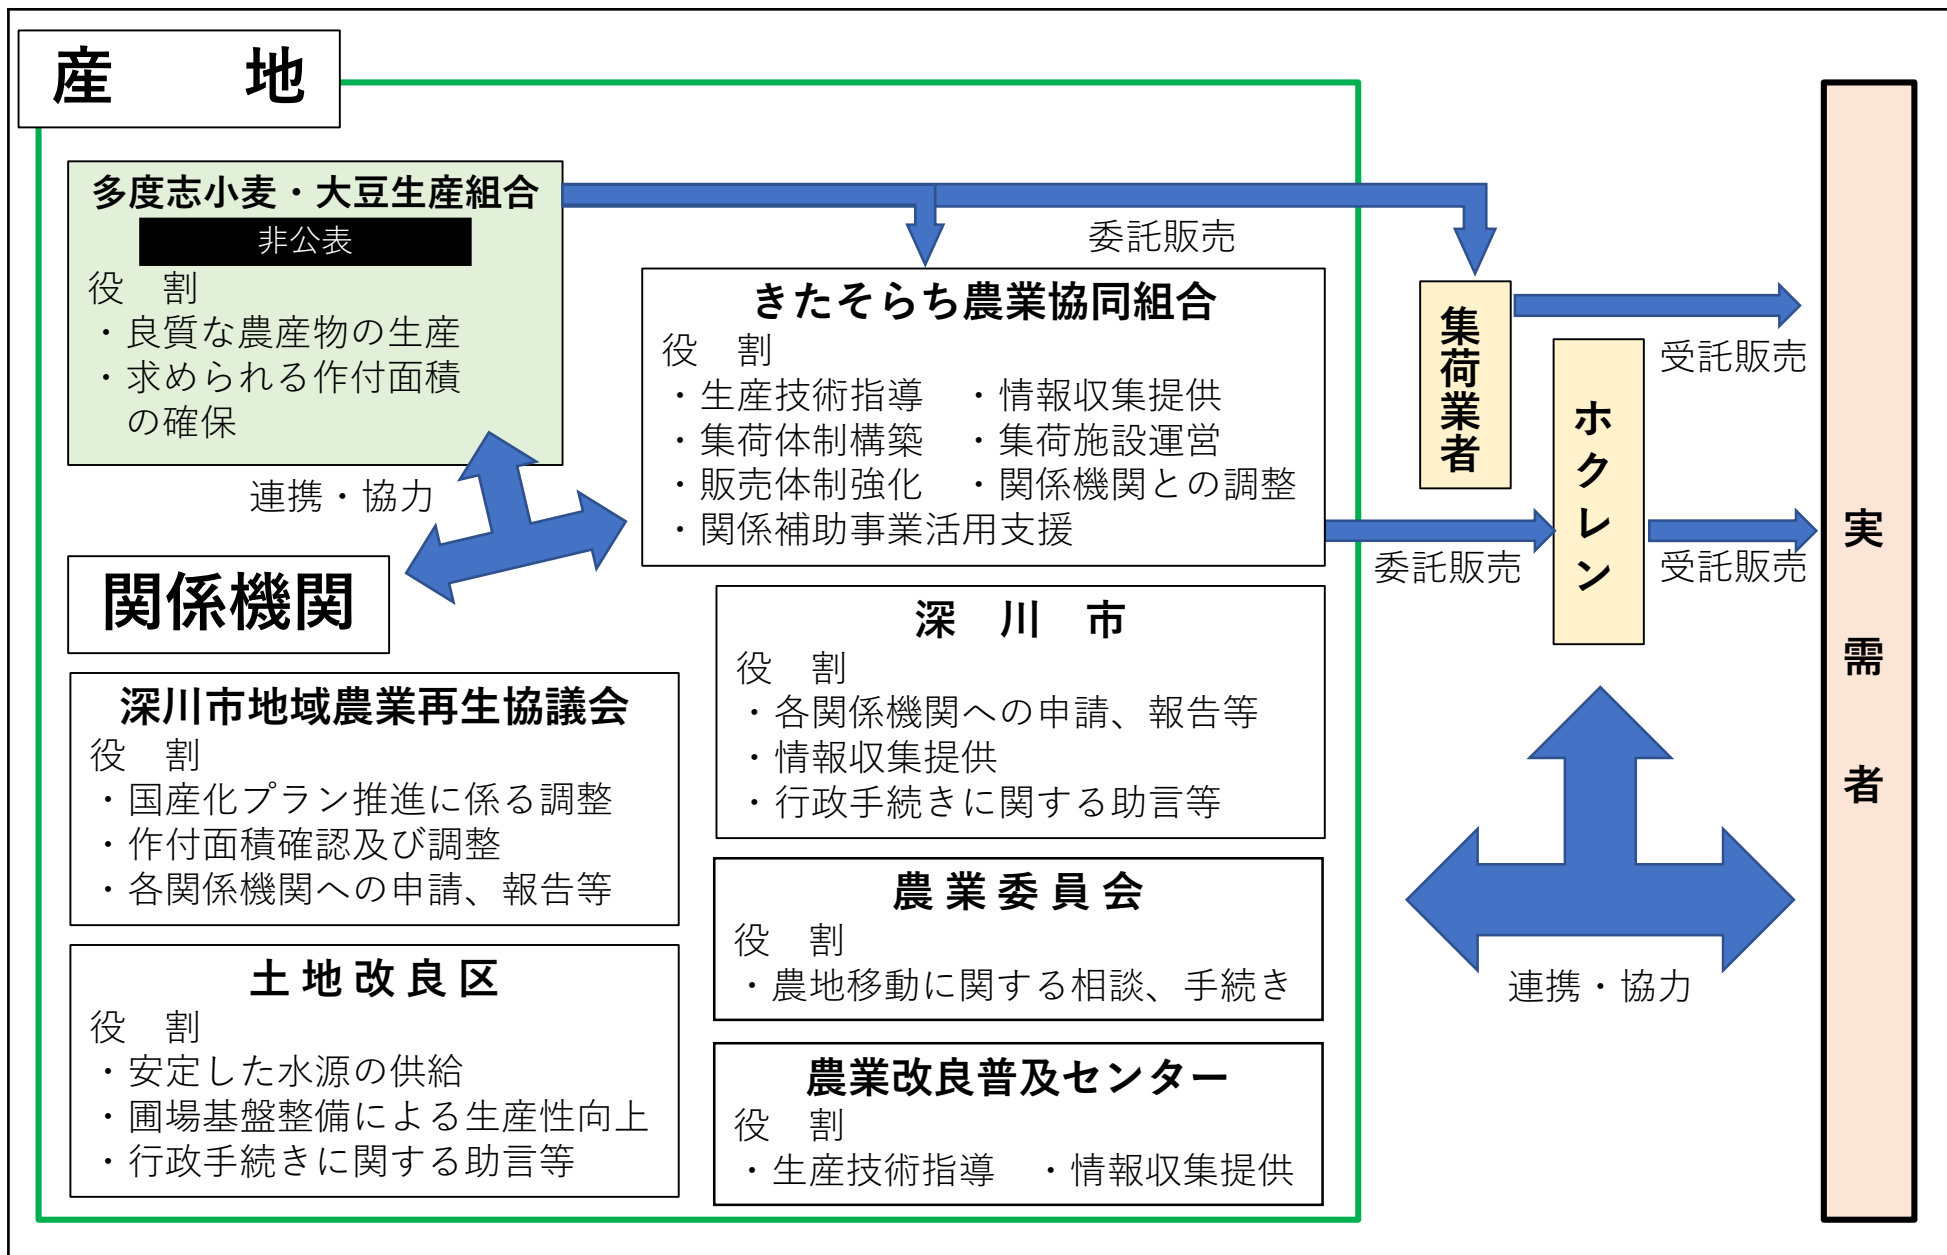 産　地
多度志小麦・大豆生産組合
非公表
役　割
・良質な農産物の生産
・求められる作付面積
の確保
連携・協力
委託販売
きたそらち農業協同組合
役　割
・生産技術指導　・情報収集提供
・集荷体制構築　・集荷施設運営
・販売体制強化　・関係機関との調整
・関係補助事業活用支援
関係機関
深川市地域農業再生協議会
役　割
・国産化プラン推進に係る調整
・作付面積確認及び調整
・各関係機関への申請、報告等
土地改良区
役　割
・安定した水源の供給
・圃場基盤整備による生産性向上
・行政手続きに関する助言等
深　川　市
役　割
・各関係機関への申請、報告等
・情報収集提供
・行政手続きに関する助言等
農業委員会
役　割
・農地移動に関する相談、手続き
農業改良普及センター
役　割
・生産技術指導　・情報収集提供
集荷業者
受託販売
委託販売
ホクレン
受託販売
連携・協力
実需者